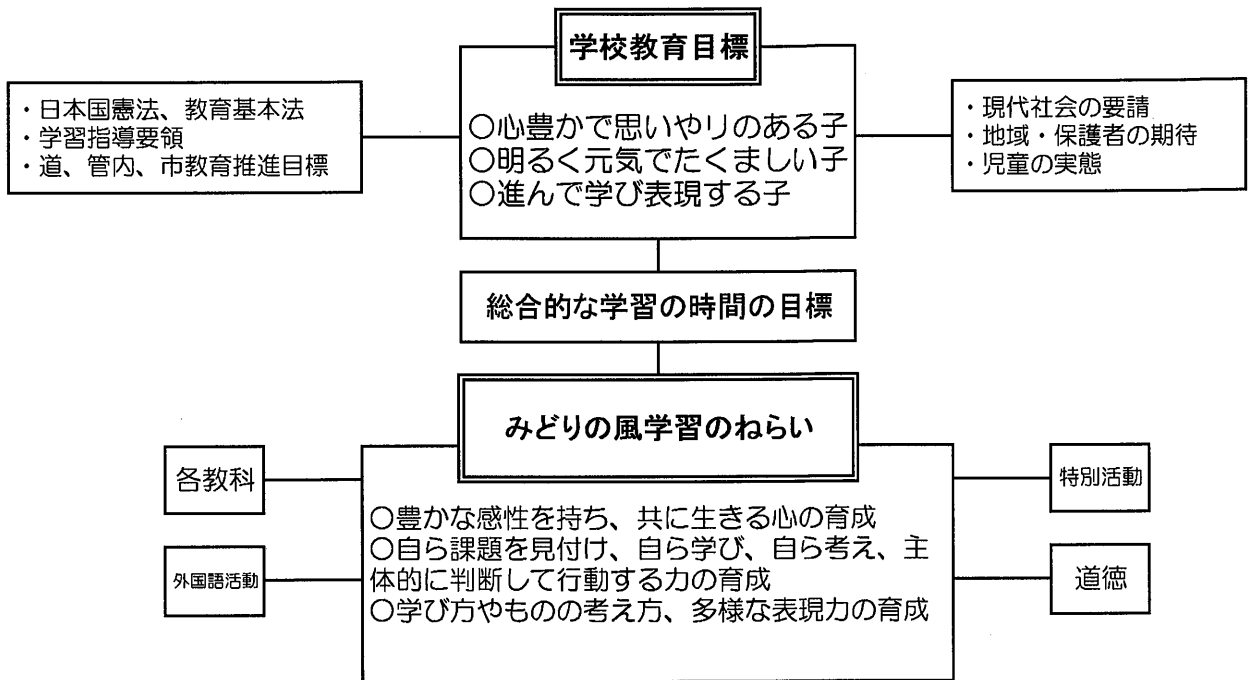 学校教育目標
・日本国憲法、教育基本法
・学習指導要領
・道、管内、市教育推進目標
○心豊かで思いやりのある子
○明るく元気でたくましい子
○進んで学び表現する子
・現代社会の要請
・地域・保護者の期待
・児童の実態
総合的な学習の時間の目標
みどりの風学習のねらい
各教科
外国語活動
○豊かな感性を持ち、共に生きる心の育成
○自ら課題を見付け、自ら学び、自ら考え、主
体的に判断して行動する力の育成
○学び方やものの考え方、多様な表現力の育成
特別活動
道徳